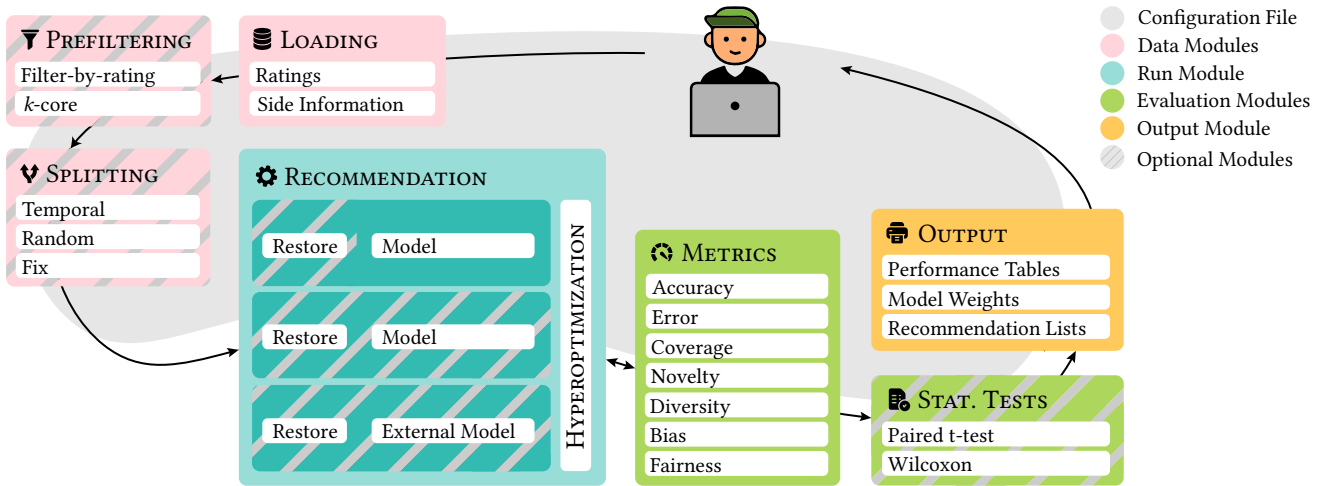 PREFILTERING
Filter-by-rating
k-core
LOADING
Ratings
Side Information
Configuration File
Data Modules
Run Module
Evaluation Modules
Output Module
Optional Modules
SPLITTING
Temporal
Random
Fix
RECOMMENDATION
Restore
Model
Restore
Model
Restore
External Model
HYPEROPTIMIZATION
METRICS
Accuracy
Error
Coverage
Novelty
Diversity
Bias
Fairness
OUTPUT
Performance Tables
Model Weights
Recommendation Lists
STAT. TESTS
Paired t-test
Wilcoxon